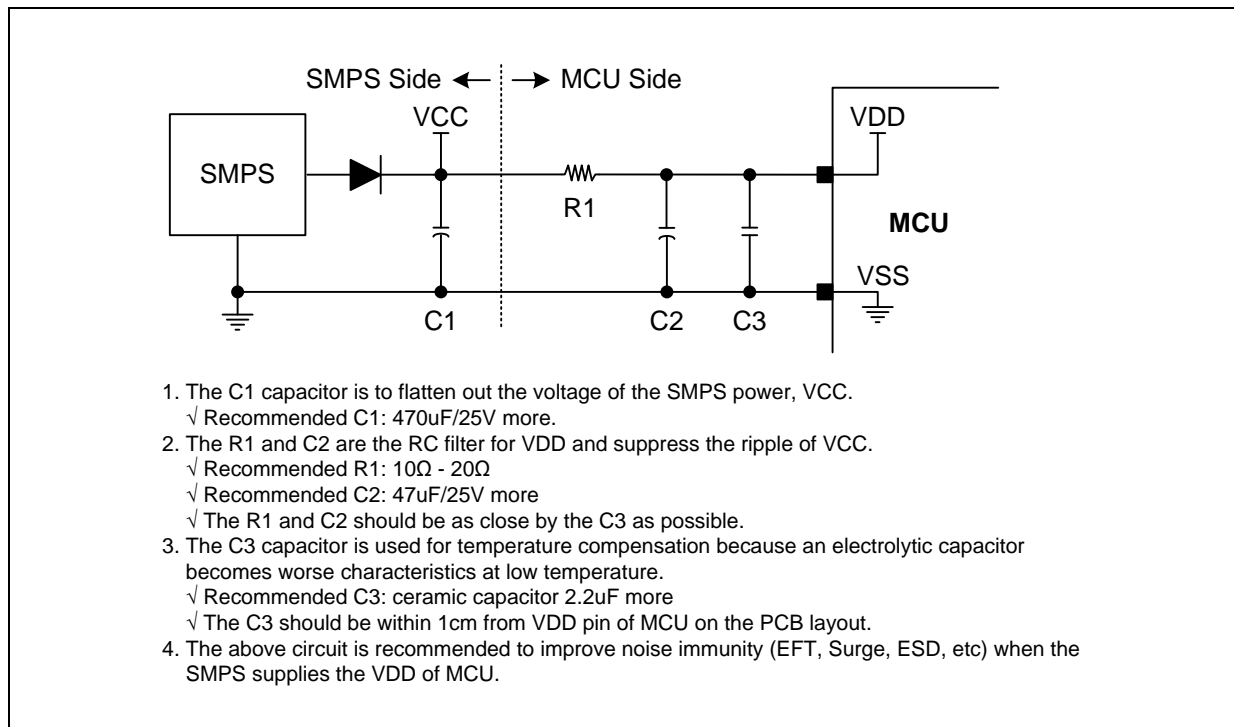 SMPS Side MCU Side
VCC
VDD
SMPS
R1
MCU
VSS
C1
C2
C3
1. The C1 capacitor is to flatten out the voltage of the SMPS power, VCC.
√ Recommended C1: 470uF/25V more.
2. The R1 and C2 are the RC filter for VDD and suppress the ripple of VCC.
√ Recommended R1: 10Ω - 20Ω
√ Recommended C2: 47uF/25V more
√ The R1 and C2 should be as close by the C3 as possible.
3. The C3 capacitor is used for temperature compensation because an electrolytic capacitor
becomes worse characteristics at low temperature.
√ Recommended C3: ceramic capacitor 2.2uF more
√ The C3 should be within 1cm from VDD pin of MCU on the PCB layout.
4. The above circuit is recommended to improve noise immunity (EFT, Surge, ESD, etc) when the
SMPS supplies the VDD of MCU.